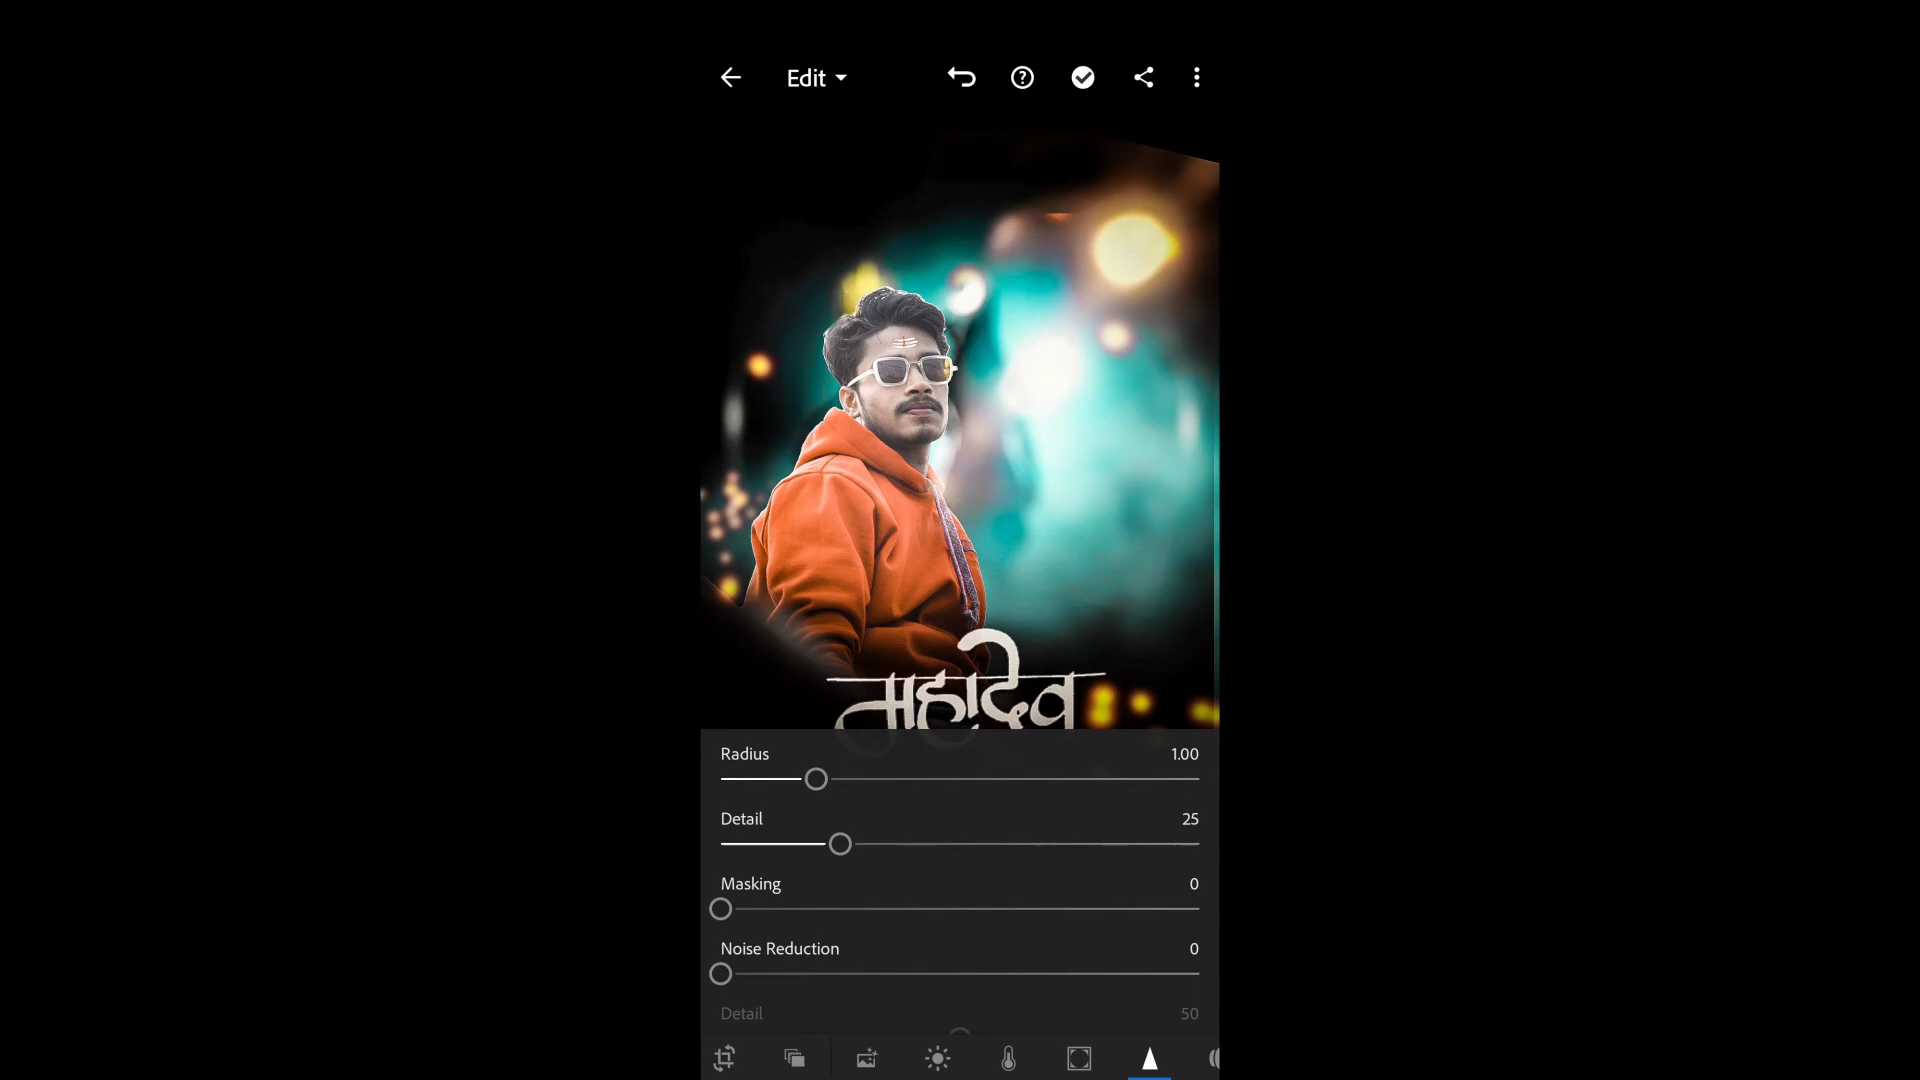 Edit
महादेव
Radius 1.00
Detail 25
Masking 0
Noise Reduction 0
Detail 50